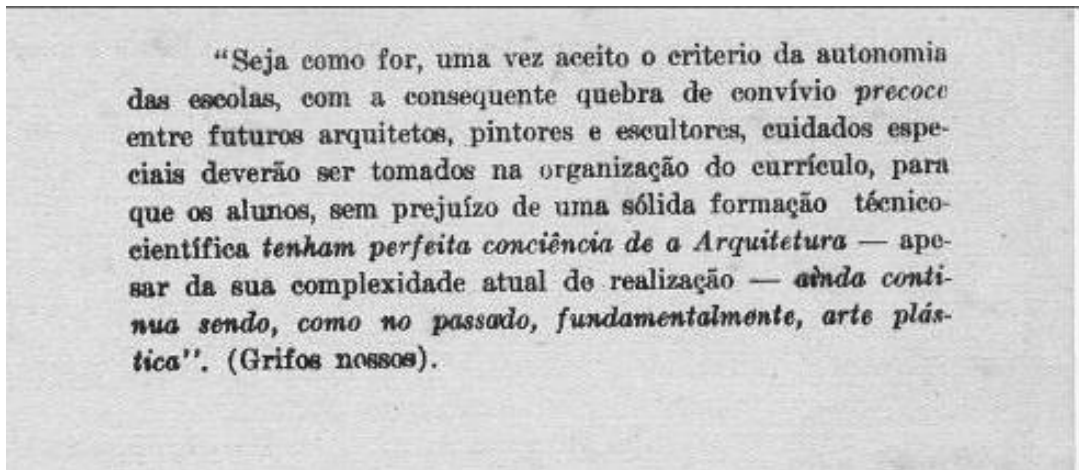 “Seja como for, uma vez aceito o criterio da autonomia
das escolas, com a consequente quebra de convívio precoce
entre futuros arquitetos, pintores e escultores, cuidados espe-
ciais deverão ser tomados na organização do currículo, para
que os alunos, sem prejuízo de uma sólida formação técnico-
científica tenham perfeita conciência de a Arquitetura — ape-
sar da sua complexidade atual de realização — ainda conti-
nua sendo, como no passado, fundamentalmente, arte plás-
tica”. (Grifos nossos).